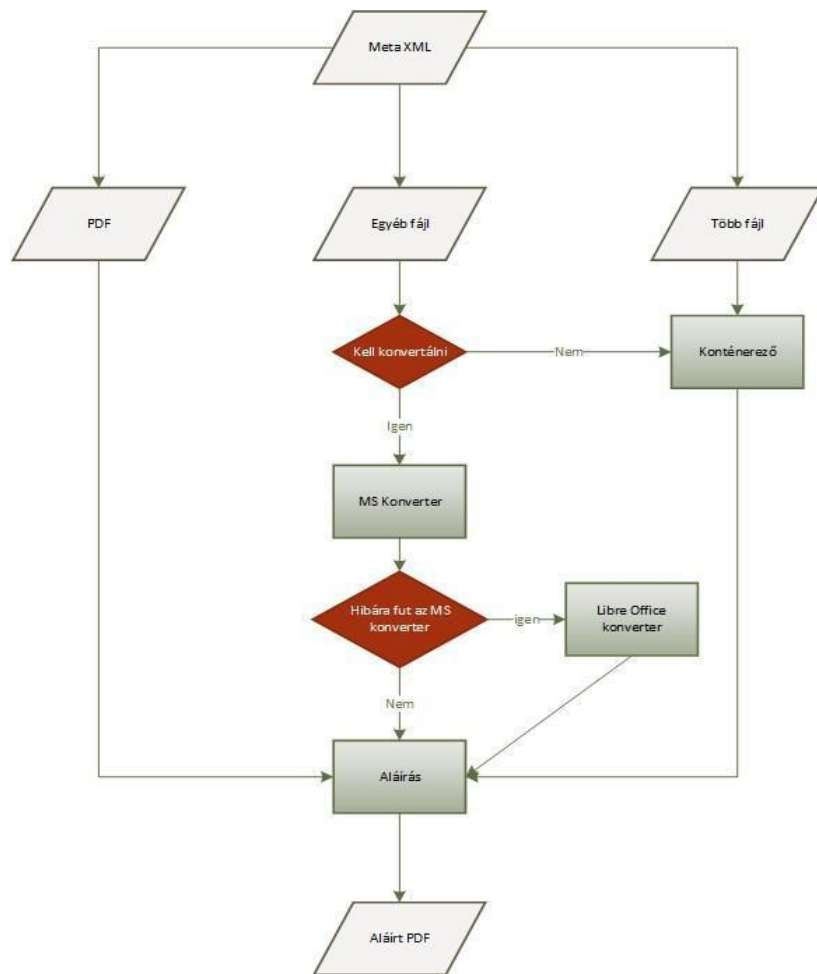 Meta XML
PDF
Egyéb fájl
Több fájl
Kell konvertálni
Nem
Konténerező
Igen
MS Konverter
Hibára fut az MS
konverter
igen
Libre Office
konverter
Nem
Aláírás
Aláírt PDF